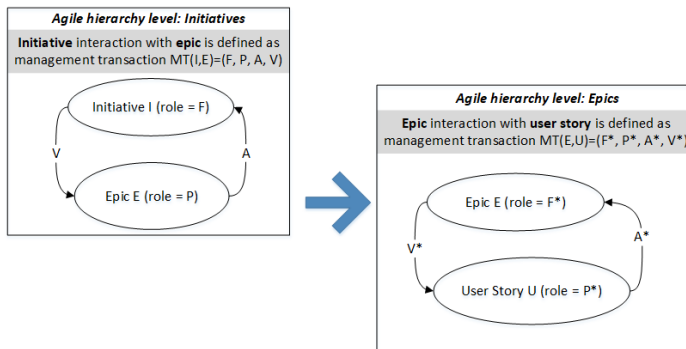 Agile hierarchy level: Initiatives
Initiative interaction with epic is defined as
management transaction MT(I,E)=(F, P, A, V)
Initiative I (role = F)
V
A
Epic E (role = P)
Agile hierarchy level: Epics
Epic interaction with user story is defined as
management transaction MT(E,U)=(F*, P*, A*, V*)
Epic E (role = F*)
V*
A*
User Story U (role = P*)